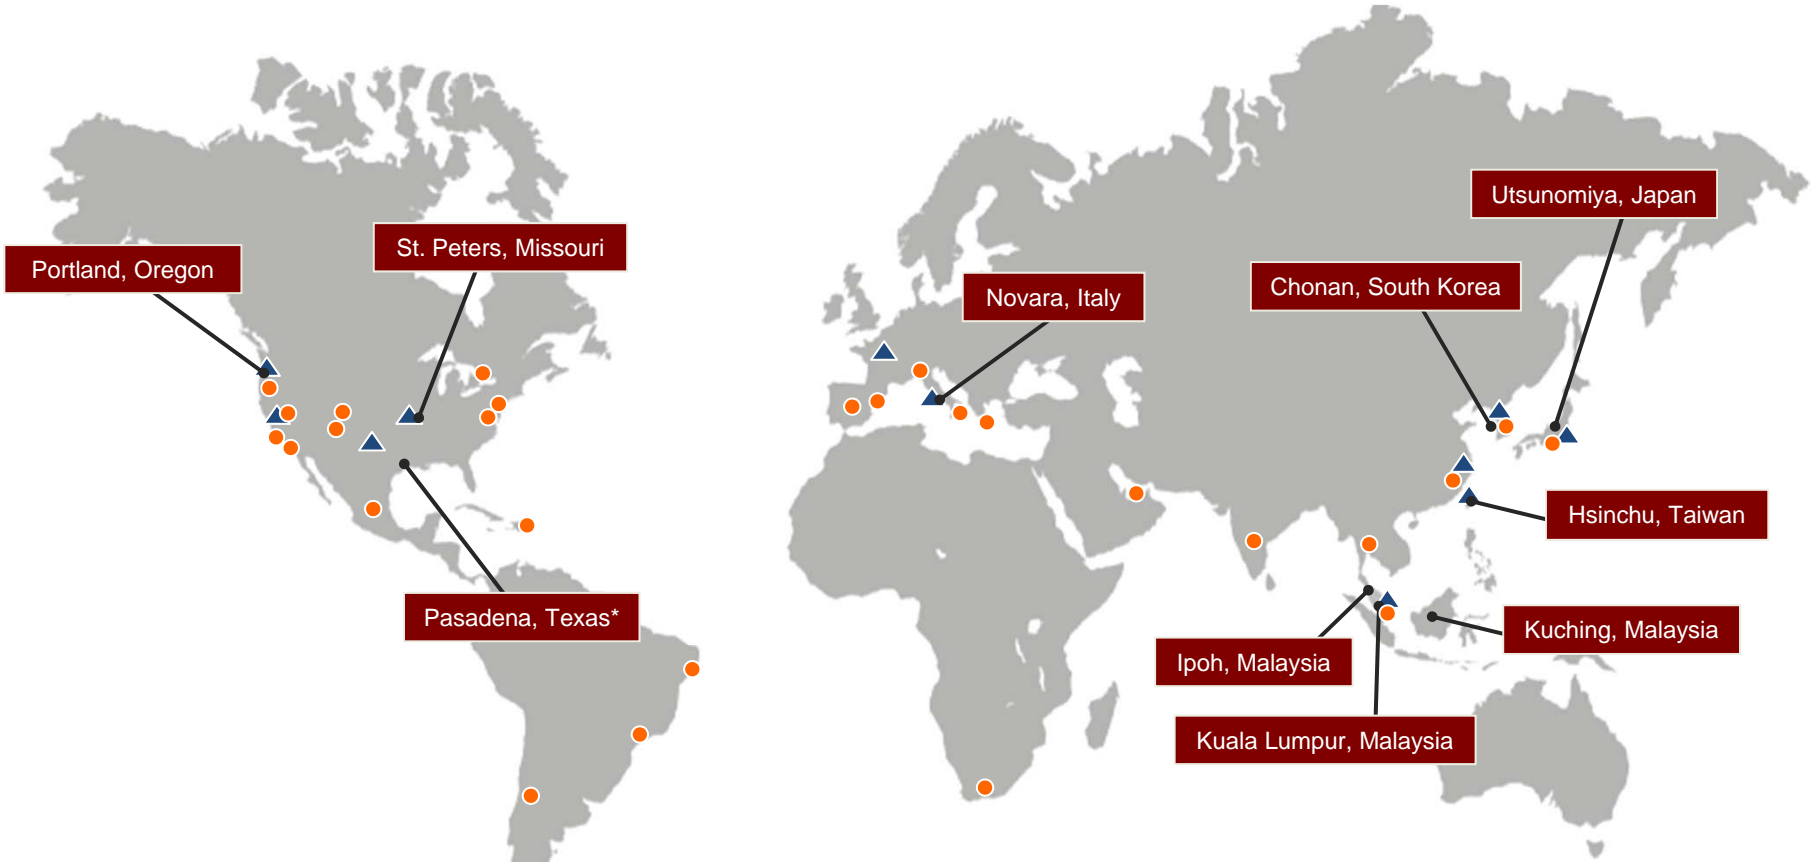 Utsunomiya, Japan
St. Peters, Missouri
Portland, Oregon
Novara, Italy
Chonan, South Korea
Hsinchu, Taiwan
Pasadena, Texas*
Kuching, Malaysia
Ipoh, Malaysia
Kuala Lumpur, Malaysia